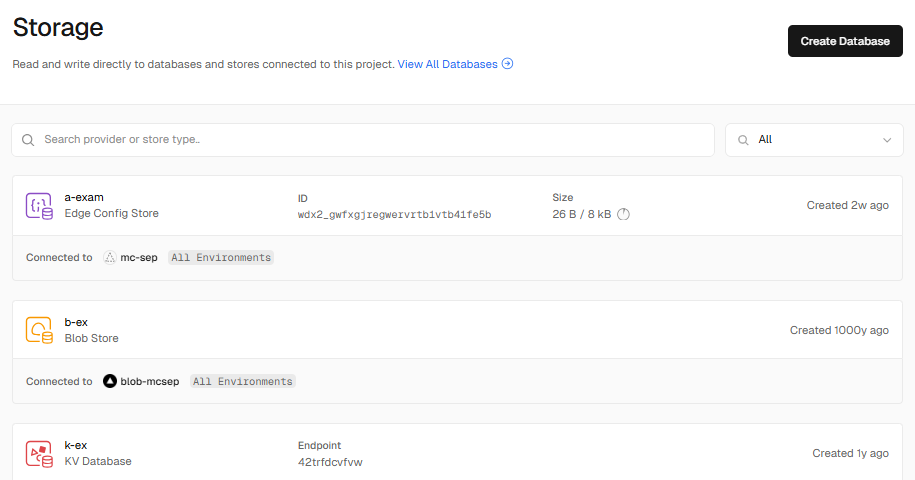 Storage
Create Database
Read and write directly to databases and stores connected to this project. View All Databases
Search provider or store type..
All
a-exam
Edge Config Store
ID
wdx2_gwfxgjregwervrtb1vtb41fe5b
Size
26 B / 8 kB
Created 2w ago
Connected to mc-sep All Environments
b-ex
Blob Store
Created 1000y ago
Connected to blob-mcsep All Environments
k-ex
KV Database
Endpoint
42trfdcvfvw
Created 1y ago